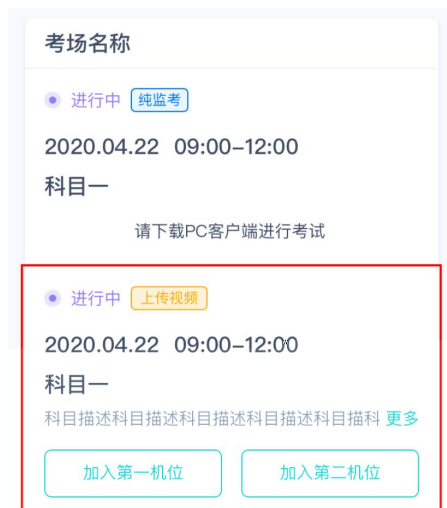 考场名称
进行中 纯监考
2020.04.22 09:00-12:00
科目一
请下载PC客户端进行考试
进行中 上传视频
2020.04.22 09:00-12:00
科目一
科目描述科目描述科目描述科目描述科目描科 更多
加入第一机位 加入第二机位